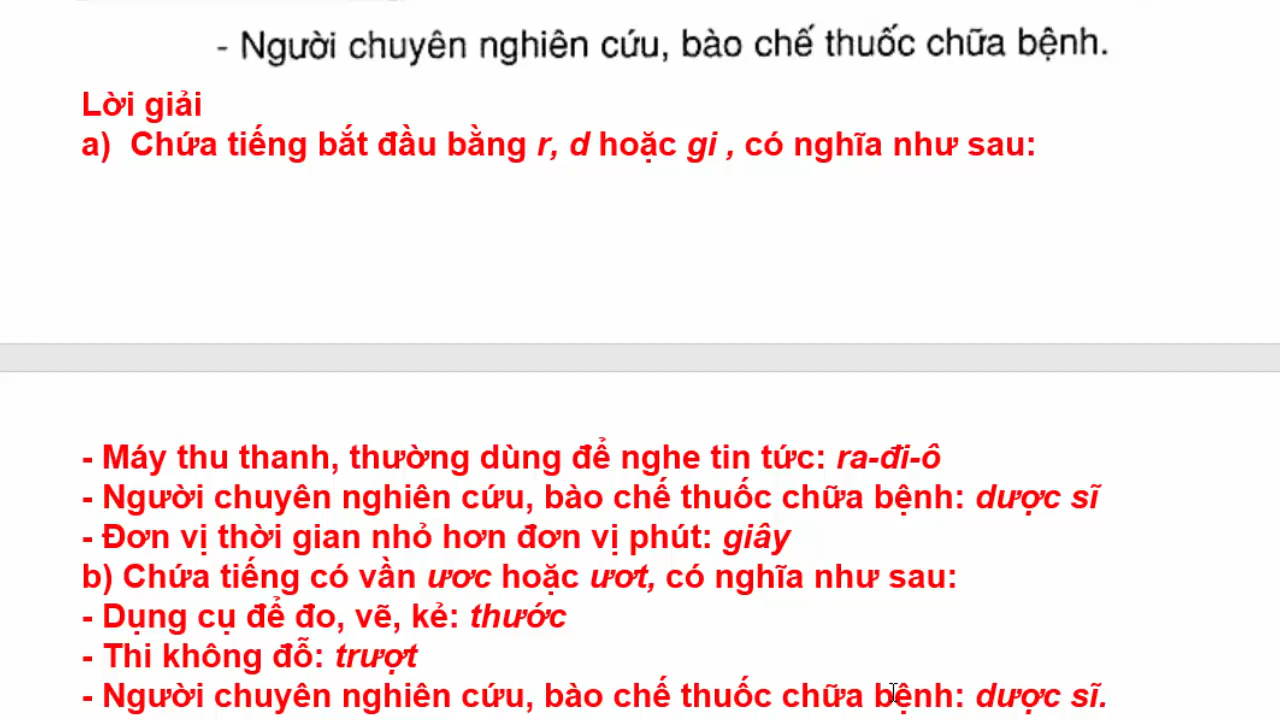 - Người chuyên nghiên cứu, bào chế thuốc chữa bệnh.
Lời giải
a) Chứa tiếng bắt đầu bằng r, d hoặc gi , có nghĩa như sau:
- Máy thu thanh, thường dùng để nghe tin tức: ra-đi-ô
- Người chuyên nghiên cứu, bào chế thuốc chữa bệnh: dược sĩ
- Đơn vị thời gian nhỏ hơn đơn vị phút: giây
b) Chứa tiếng có vần ươc hoặc ươt, có nghĩa như sau:
- Dụng cụ để đo, vẽ, kẻ: thước
- Thi không đỗ: trượt
- Người chuyên nghiên cứu, bào chế thuốc chữa bệnh: dược sĩ.